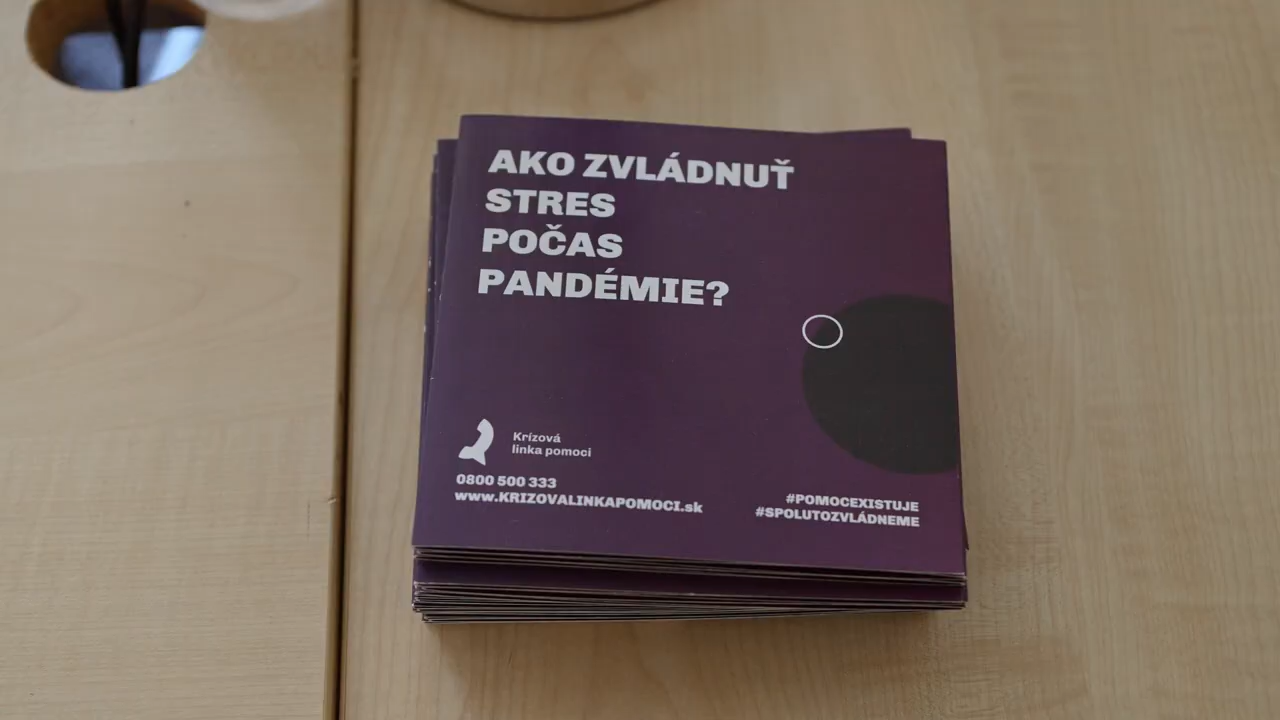 AKO ZVLÁDNUŤ
STRES
POČAS
PANDÉMIE?
Krízová
linka pomoci
0800 500 333
www.KRIZOVALINKAPOMOCI.sk
#POMOCEXISTUJE
#SPOLUTOZVLÁDNEME